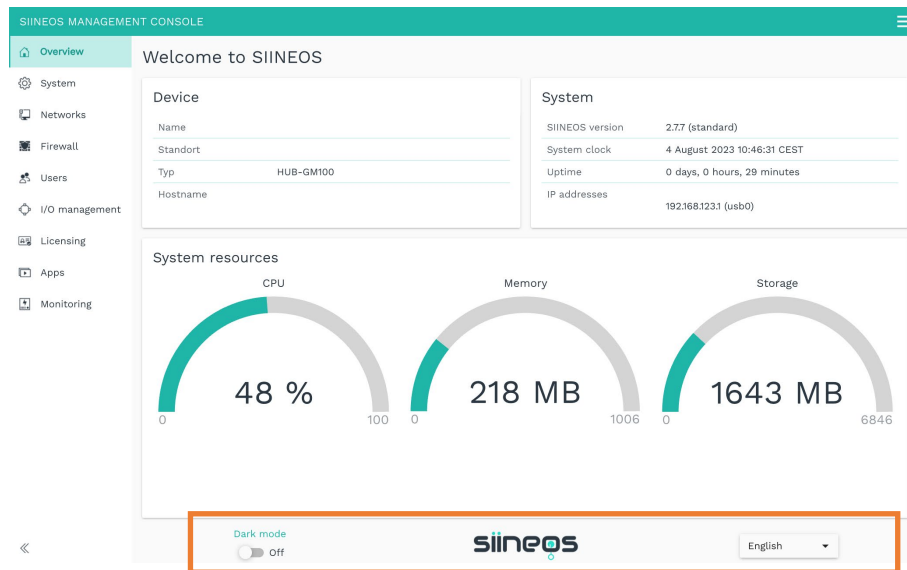 SIINEOS MANAGEMENT CONSOLE
Overview
System
Networks
Firewall
Users
I/O management
Licensing
Apps
Monitoring
Welcome to SIINEOS
Device
Name
Standort
Typ HUB-GM100
Hostname
System
SIINEOS version 2.7.7 (standard)
System clock 4 August 2023 10:46:31 CEST
Uptime 0 days, 0 hours, 29 minutes
IP addresses
192.168.123.1 (usb0)
System resources
CPU
48 %
0 100
Memory
218 MB
0 1006
Storage
1643 MB
0 6846
Dark mode
Off
siineos
English